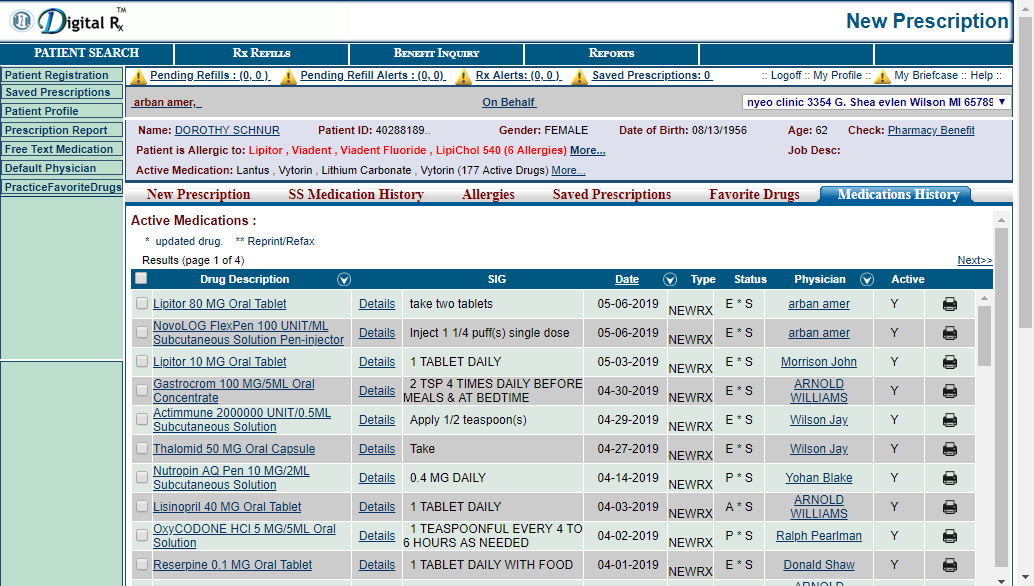 Digital Rx TM
New Prescription
PATIENT SEARCH RX REFILLS BENEFIT INQUIRY REPORTS
Patient Registration
Saved Prescriptions
Patient Profile
Prescription Report
Free Text Medication
Default Physician
PracticeFavoriteDrugs
Pending Refills : (0, 0 ) Pending Refill Alerts : (0, 0) Rx Alerts: (0, 0 ) Saved Prescriptions: 0 :: Logoff :: My Profile :: My Briefcase :: Help ::
arban amer, On Behalf nyeo clinic 3354 G. Shea evlen Wilson MI 65789
Name: DOROTHY SCHNUR Patient ID: 40288189.. Gender: FEMALE Date of Birth: 08/13/1956 Age: 62 Check: Pharmacy Benefit
Patient is Allergic to: Lipitor , Viadent , Viadent Fluoride , LipiChol 540 (6 Allergies) More... Job Desc:
Active Medication: Lantus , Vytorin , Lithium Carbonate , Vytorin (177 Active Drugs) More...
New Prescription SS Medication History Allergies Saved Prescriptions Favorite Drugs Medications History
Active Medications :
* updated drug. ** Reprint/Refax
Results (page 1 of 4) Next>>
Drug Description SIG Date Type Status Physician Active
Lipitor 80 MG Oral Tablet Details take two tablets 05-06-2019 NEWRX E * S arban amer Y
NovoLOG FlexPen 100 UNIT/ML
Subcutaneous Solution Pen-injector Details Inject 1 1/4 puff(s) single dose 05-06-2019 NEWRX E * S arban amer Y
Lipitor 10 MG Oral Tablet Details 1 TABLET DAILY 05-03-2019 NEWRX E * S Morrison John Y
Gastrocrom 100 MG/5ML Oral
Concentrate Details 2 TSP 4 TIMES DAILY BEFORE
MEALS & AT BEDTIME 04-30-2019 NEWRX E * S ARNOLD
WILLIAMS Y
Actimmune 2000000 UNIT/0.5ML
Subcutaneous Solution Details Apply 1/2 teaspoon(s) 04-29-2019 NEWRX E * S Wilson Jay Y
Thalomid 50 MG Oral Capsule Details Take 04-27-2019 NEWRX E * S Wilson Jay Y
Nutropin AQ Pen 10 MG/2ML
Subcutaneous Solution Details 0.4 MG DAILY 04-14-2019 NEWRX P * S Yohan Blake Y
Lisinopril 40 MG Oral Tablet Details 1 TABLET DAILY 04-03-2019 NEWRX A * S ARNOLD
WILLIAMS Y
OxyCODONE HCl 5 MG/5ML Oral
Solution Details 1 TEASPOONFUL EVERY 4 TO
6 HOURS AS NEEDED 04-02-2019 NEWRX P * S Ralph Pearlman Y
Reserpine 0.1 MG Oral Tablet Details 1 TABLET DAILY WITH FOOD 04-01-2019 NEWRX E * S Donald Shaw Y